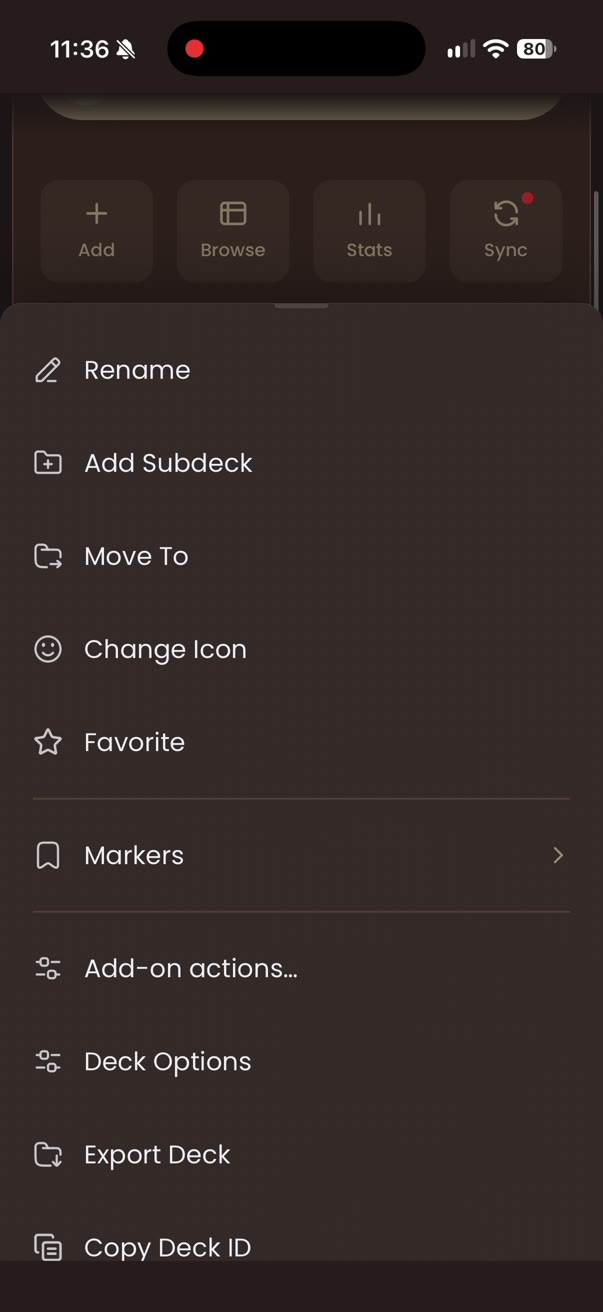 11:36
80
Add
Browse
Stats
Sync
Rename
Add Subdeck
Move To
Change Icon
Favorite
Markers
Add-on actions...
Deck Options
Export Deck
Copy Deck ID